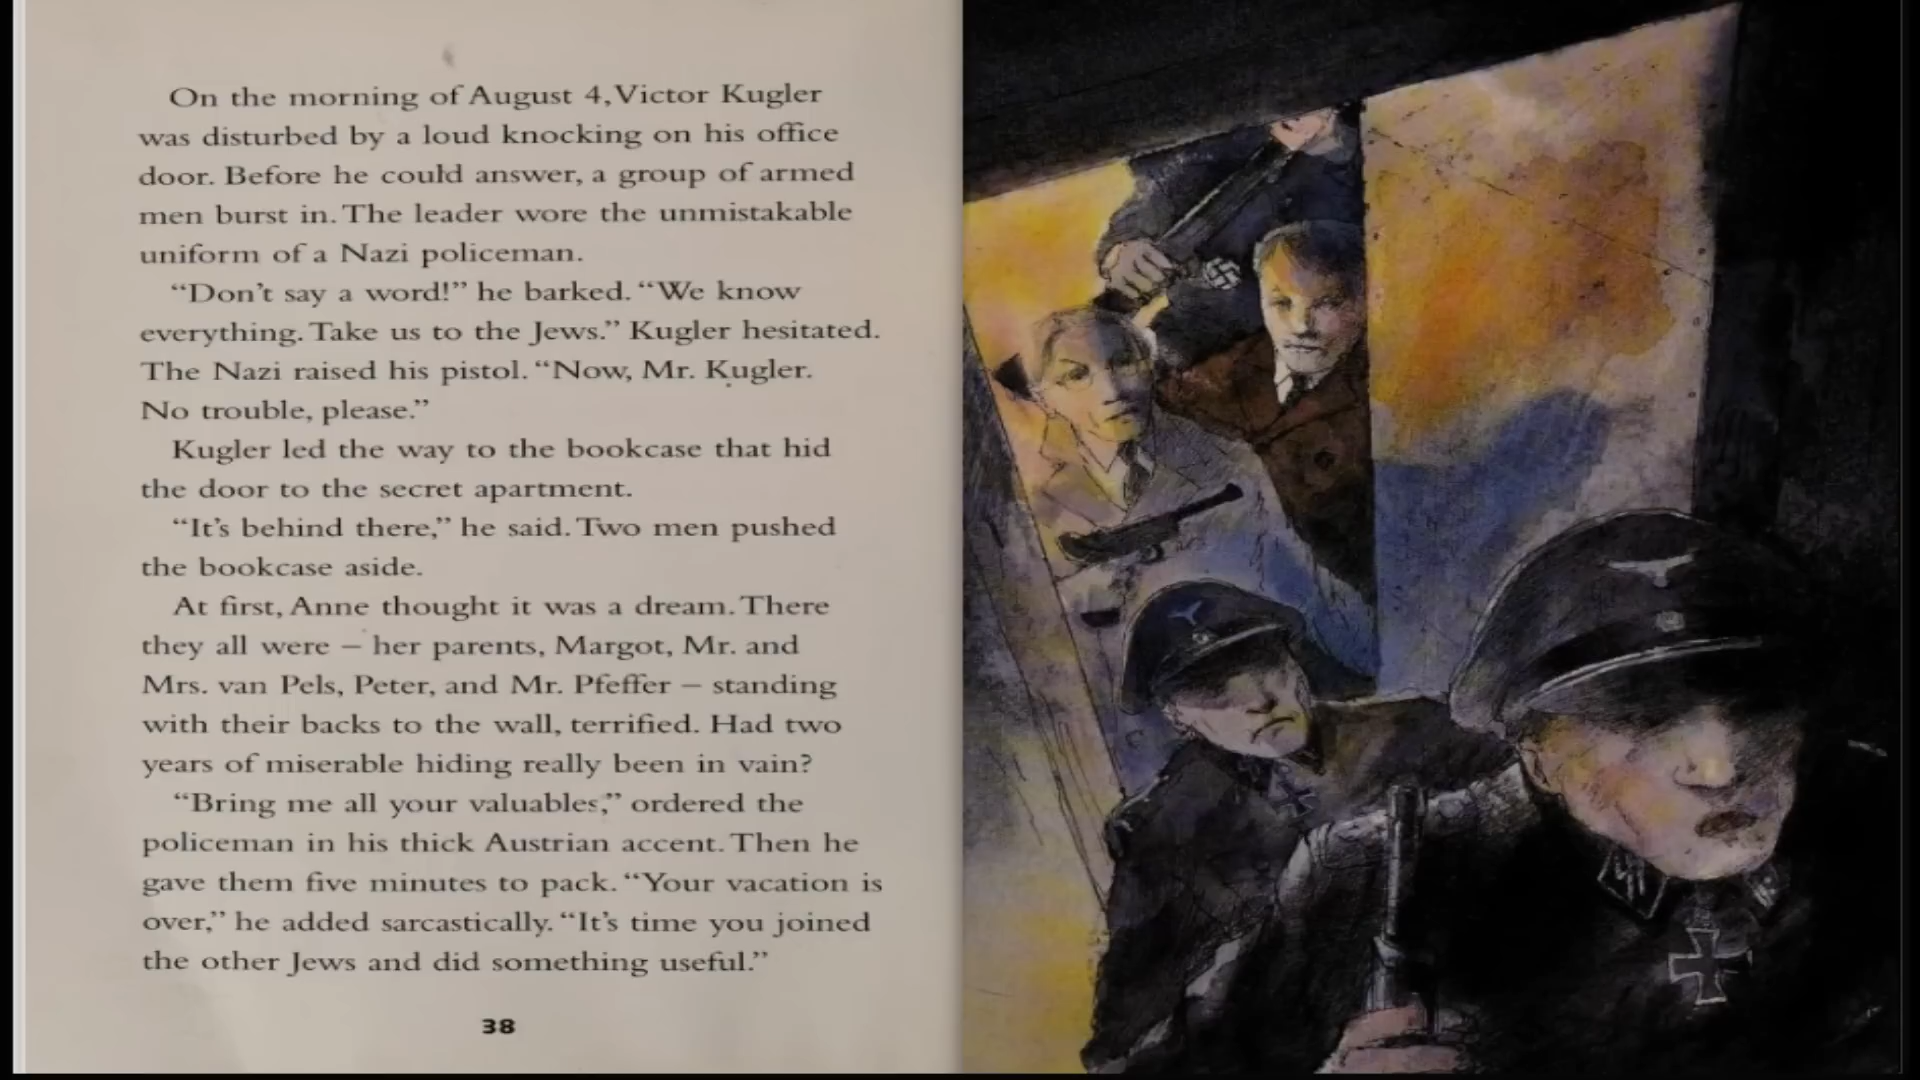 On the morning of August 4, Victor Kugler
was disturbed by a loud knocking on his office
door. Before he could answer, a group of armed
men burst in. The leader wore the unmistakable
uniform of a Nazi policeman.
“Don’t say a word!” he barked. “We know
everything. Take us to the Jews.” Kugler hesitated.
The Nazi raised his pistol. “Now, Mr. Kugler.
No trouble, please.”
Kugler led the way to the bookcase that hid
the door to the secret apartment.
“It’s behind there,” he said. Two men pushed
the bookcase aside.
At first, Anne thought it was a dream. There
they all were – her parents, Margot, Mr. and
Mrs. van Pels, Peter, and Mr. Pfeffer – standing
with their backs to the wall, terrified. Had two
years of miserable hiding really been in vain?
“Bring me all your valuables,” ordered the
policeman in his thick Austrian accent. Then he
gave them five minutes to pack. “Your vacation is
over,” he added sarcastically. “It’s time you joined
the other Jews and did something useful.”
38